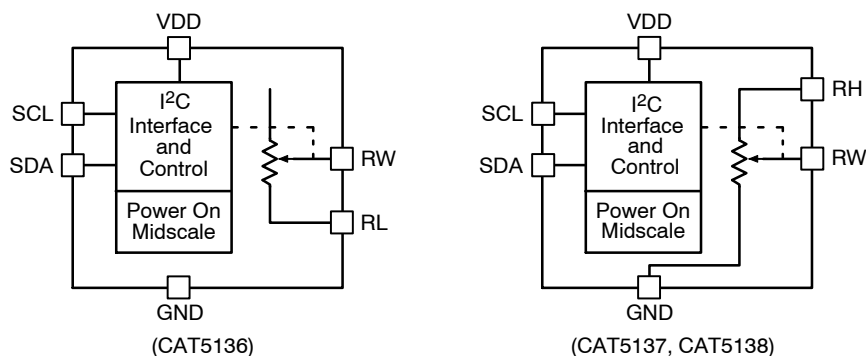 VDD
SCL
SDA
I²C
Interface
and
Control
Power On
Midscale
RW
RL
GND
(CAT5136)
VDD
RH
SCL
SDA
I²C
Interface
and
Control
Power On
Midscale
RW
GND
(CAT5137, CAT5138)